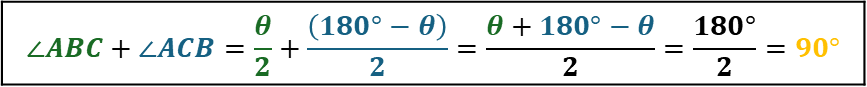 ∠ABC + ∠ACB = θ/2 + (180° − θ)/2 = θ + 180° − θ/2 = 180°/2 = 90°